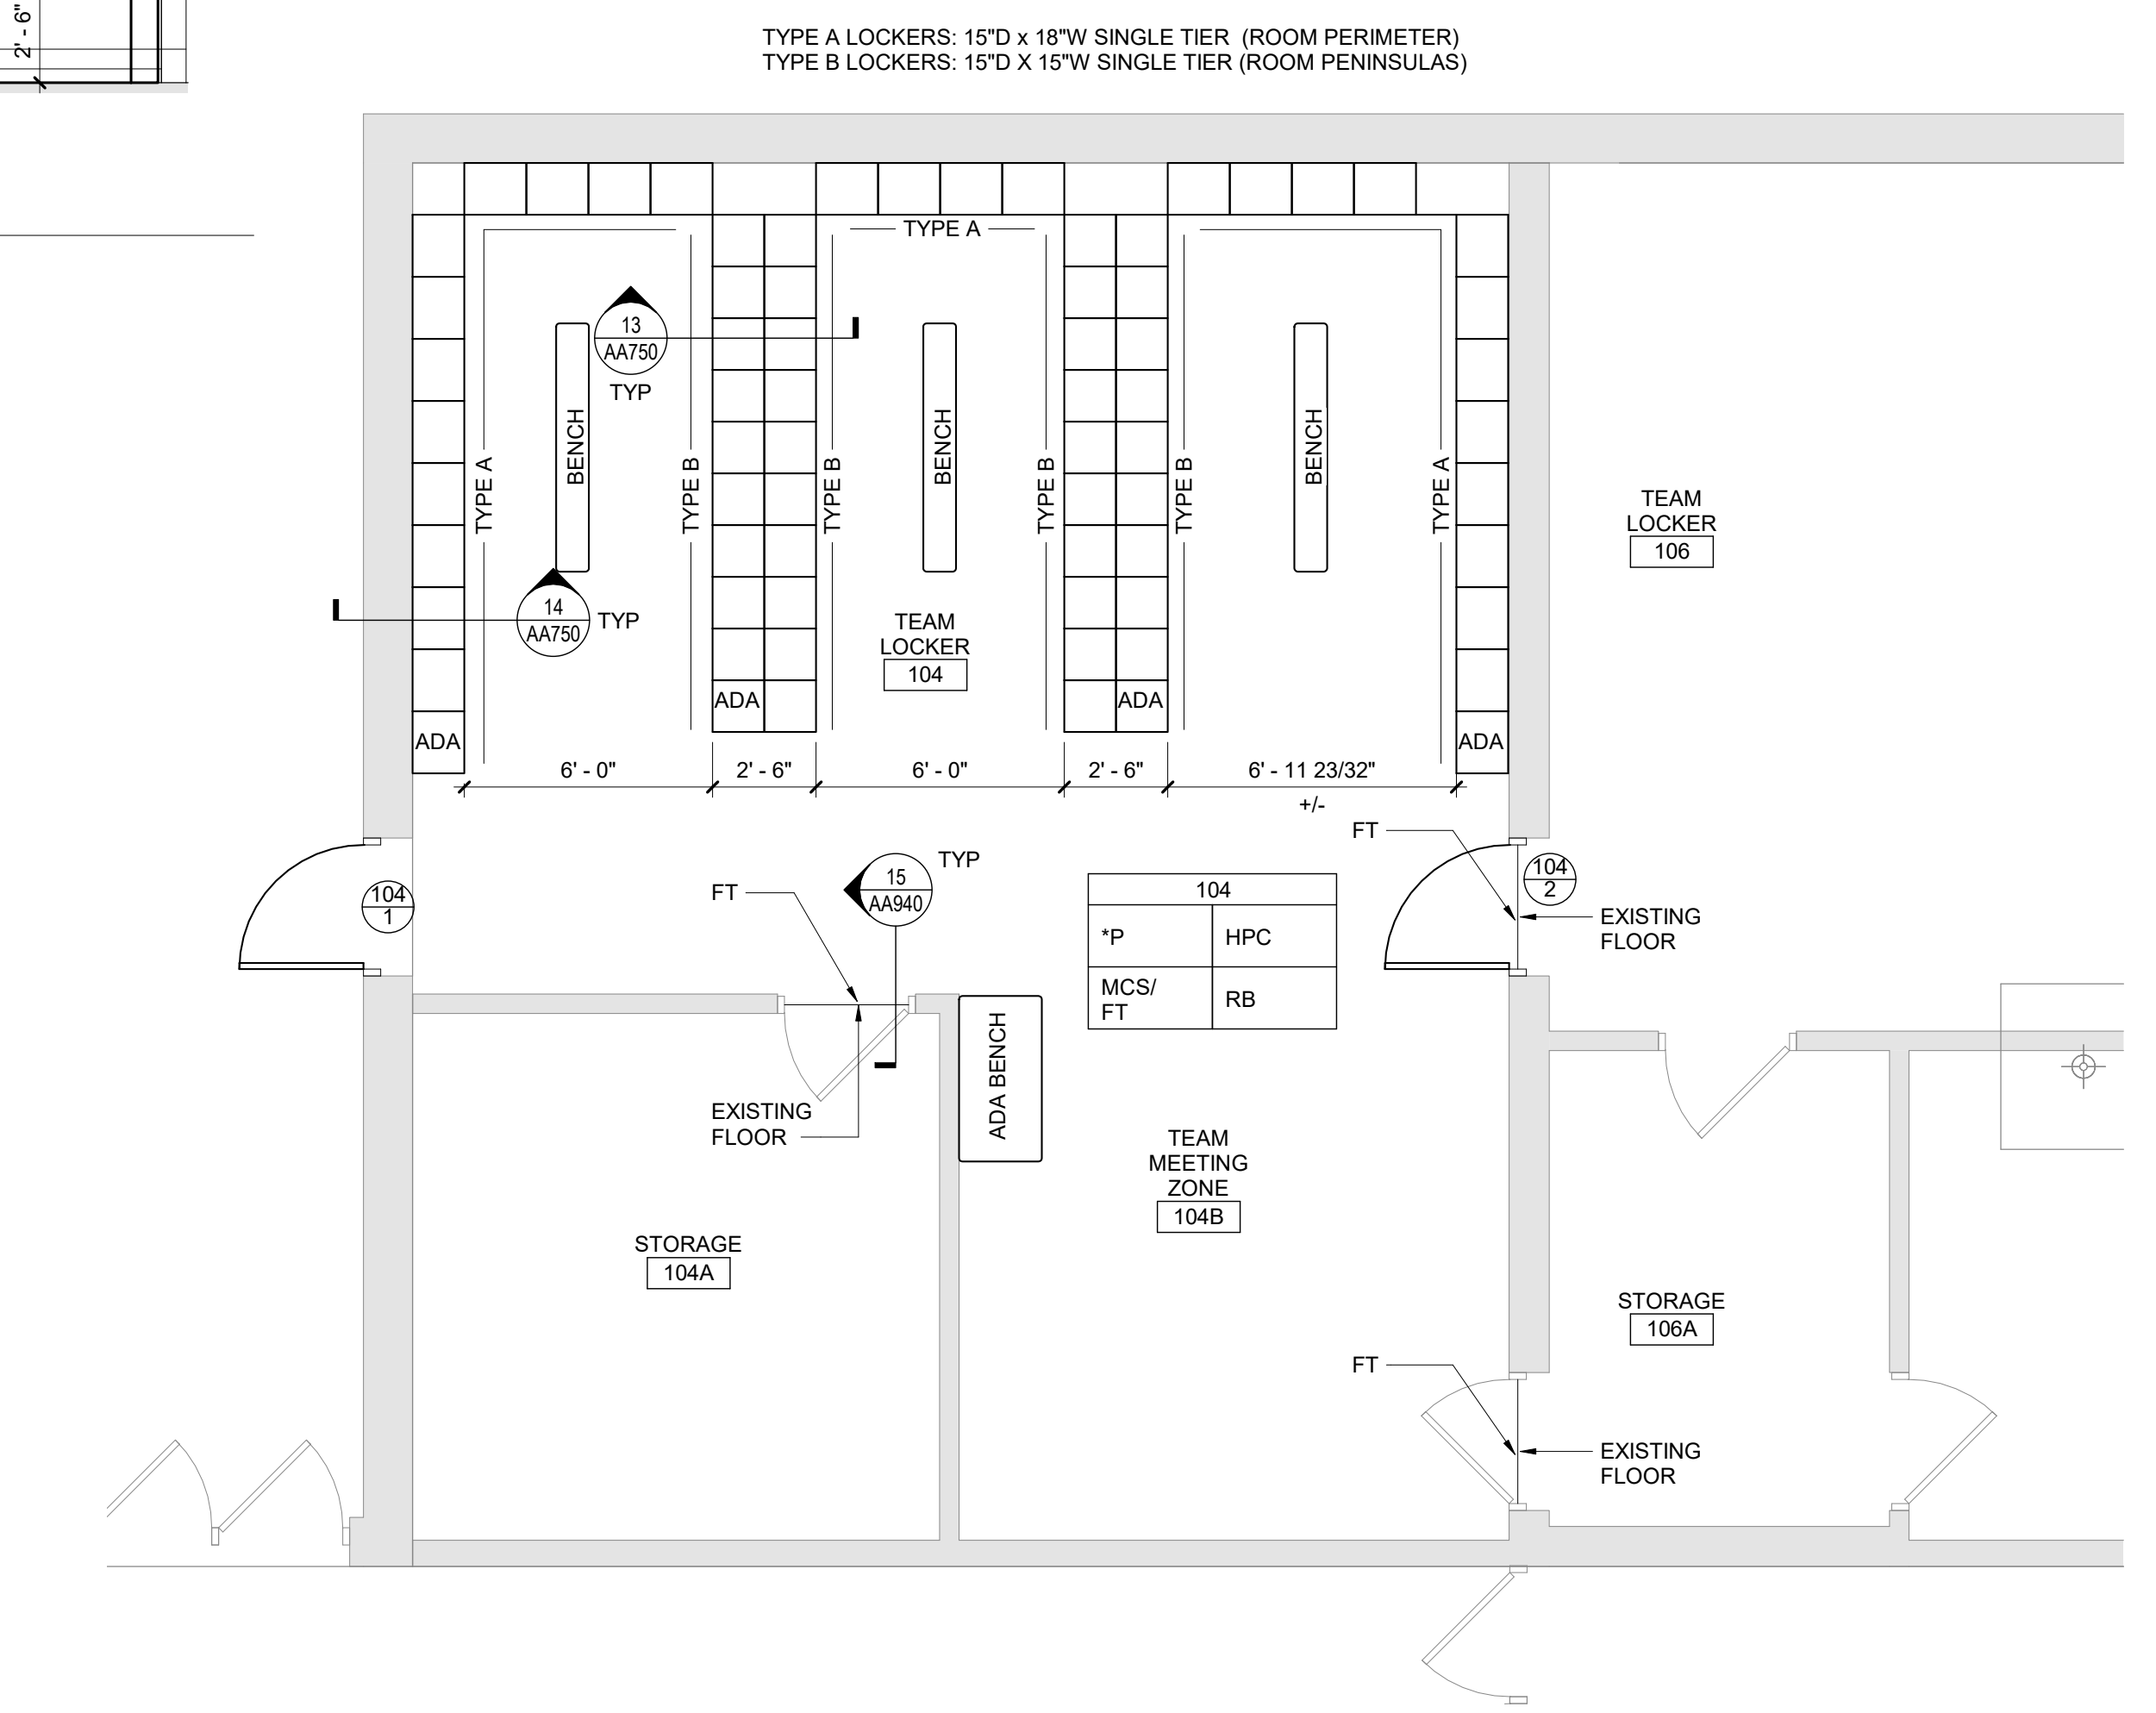 2' - 6"
TYPE A LOCKERS: 15"D x 18"W SINGLE TIER (ROOM PERIMETER)
TYPE B LOCKERS: 15"D X 15"W SINGLE TIER (ROOM PENINSULAS)
TYPE A
13
AA750
TYP
BENCH
BENCH
BENCH
TYPE A
TYPE B
TYPE B
TYPE B
TYPE B
TYPE A
TEAM
LOCKER
106
14
AA750
TYP
TEAM
LOCKER
104
ADA
ADA
ADA
ADA
6' - 0"
2' - 6"
6' - 0"
2' - 6"
6' - 11 23/32"
+/-
FT
104
1
FT
15
AA940
TYP
104
*P
HPC
MCS/
FT
RB
104
2
EXISTING
FLOOR
ADA BENCH
EXISTING
FLOOR
TEAM
MEETING
ZONE
104B
STORAGE
104A
STORAGE
106A
FT
EXISTING
FLOOR